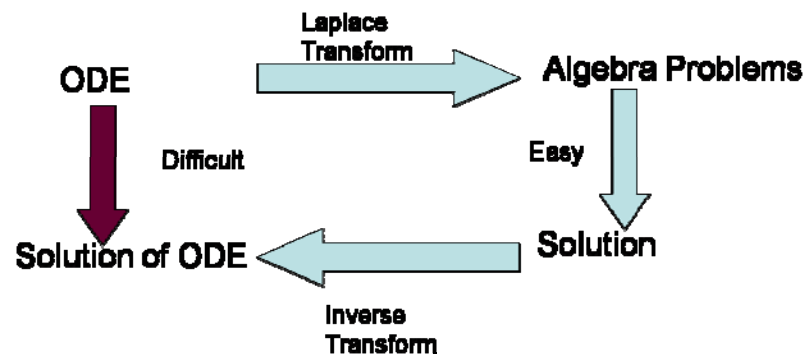 Laplace
Transform
ODE
Algebra Problems
Difficult
Easy
Solution of ODE
Solution
Inverse
Transform